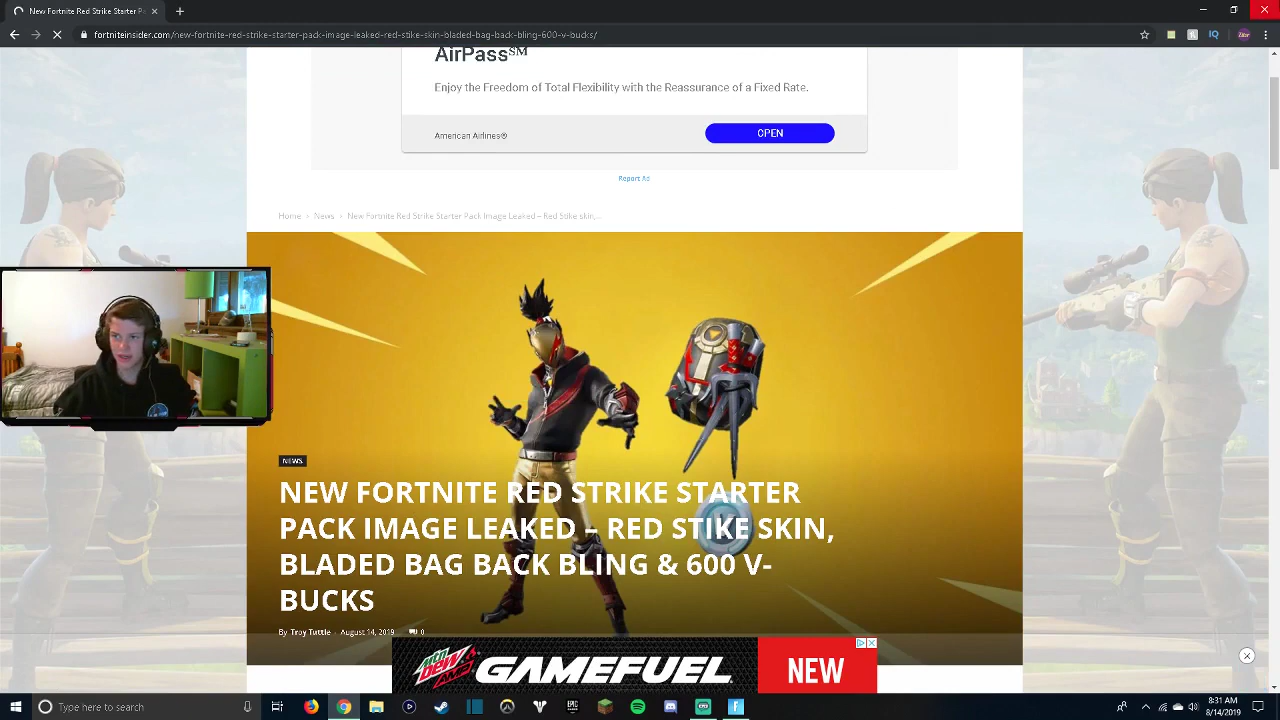 New Fortnite Red Strike Starter Pa
fortniteinsider.com/new-fortnite-red-strike-starter-pack-image-leaked-red-stike-skin-bladed-bag-back-bling-600-v-bucks/
AirPass℠
Enjoy the Freedom of Total Flexibility with the Reassurance of a Fixed Rate.
American Airlines®
OPEN
Report Ad
Home › News › New Fortnite Red Strike Starter Pack Image Leaked – Red Stike skin,...
NEWS
NEW FORTNITE RED STRIKE STARTER
PACK IMAGE LEAKED – RED STIKE SKIN,
BLADED BAG BACK BLING & 600 V-
BUCKS
By Troy Tuttle - August 14, 2019 0
mtn DEW AMP GAMEFUEL. NEW
Type here to search
8:31 AM
8/14/2019